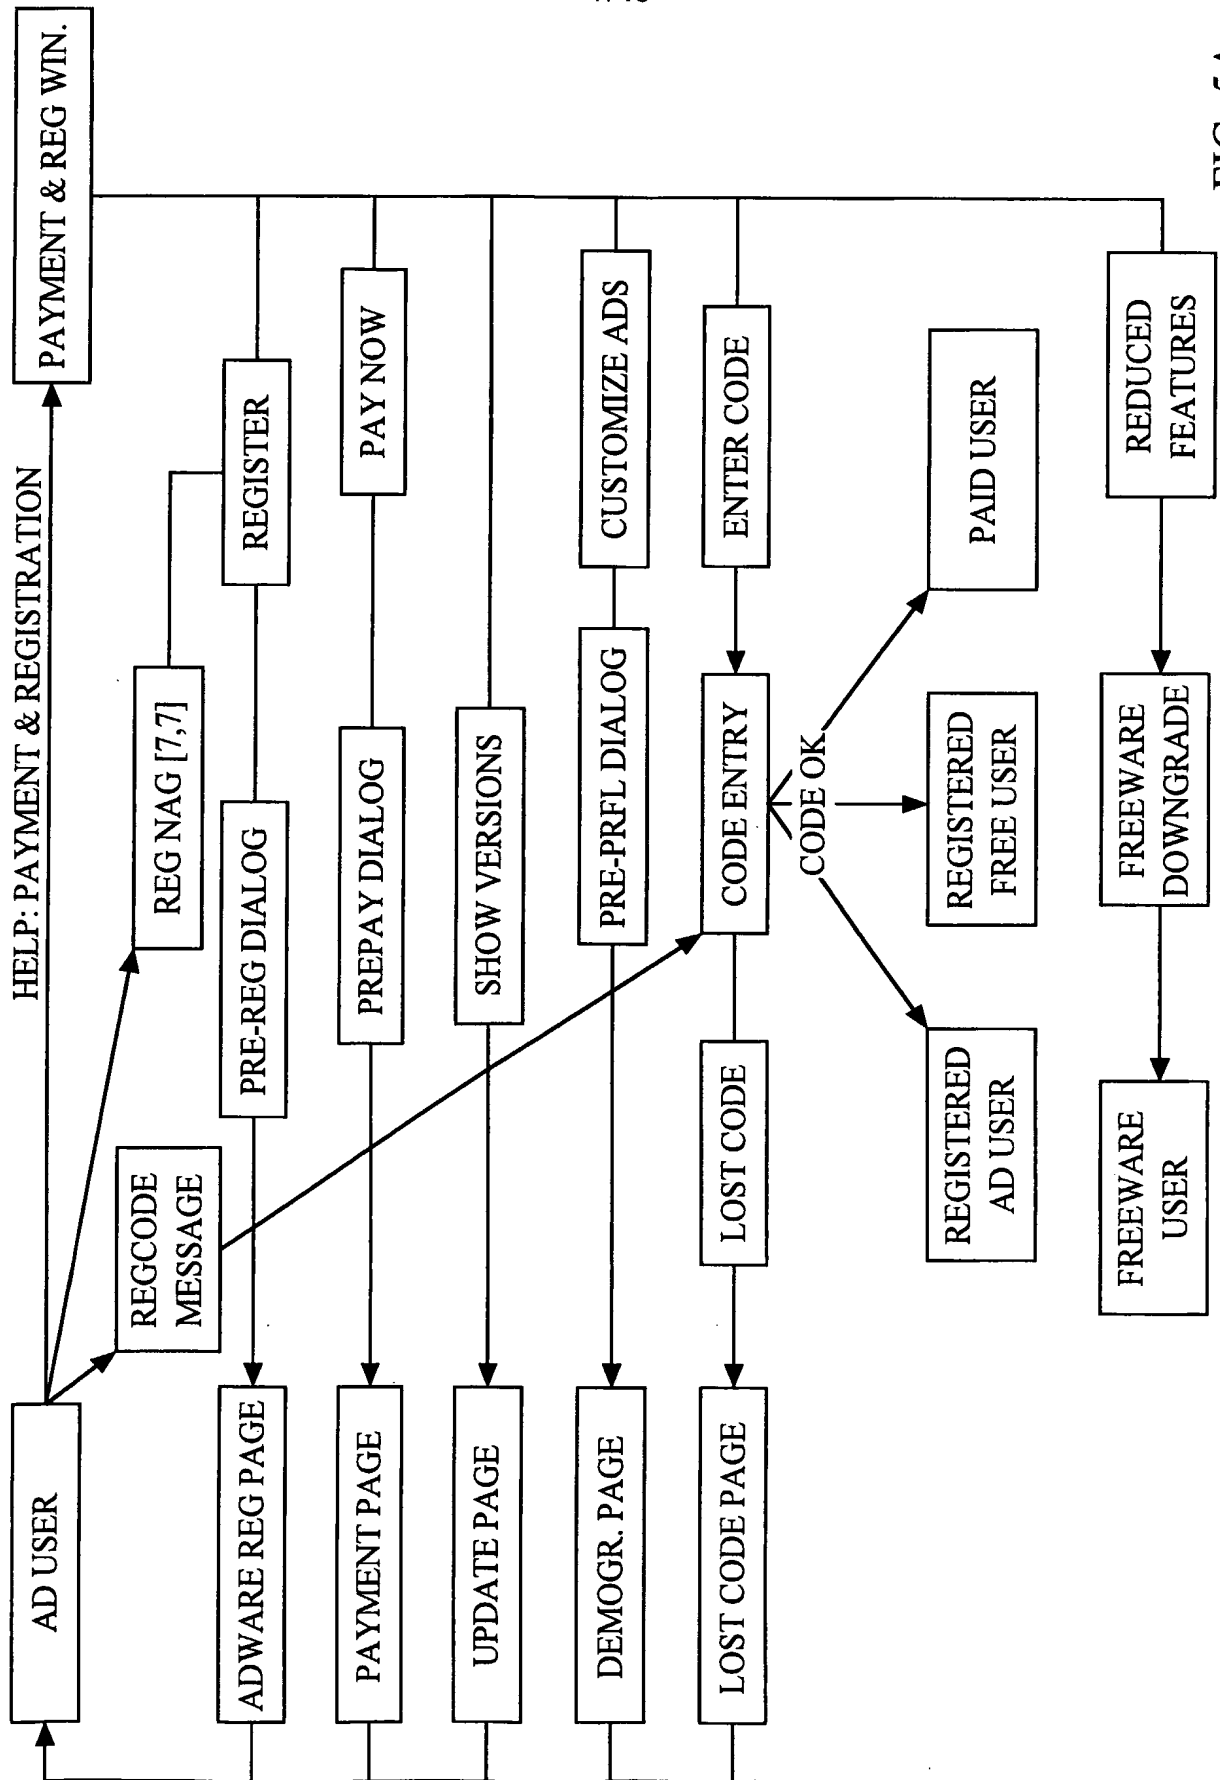 HELP: PAYMENT & REGISTRATION
AD USER
PAYMENT & REG WIN.
REG NAG [7,7]
REGCODE
MESSAGE
ADWARE REG PAGE
PRE-REG DIALOG
REGISTER
PAYMENT PAGE
PREPAY DIALOG
PAY NOW
UPDATE PAGE
SHOW VERSIONS
DEMOGR. PAGE
PRE-PRFL DIALOG
CUSTOMIZE ADS
LOST CODE PAGE
LOST CODE
CODE ENTRY
ENTER CODE
CODE OK
REGISTERED
AD USER
REGISTERED
FREE USER
PAID USER
FREEWARE
USER
FREEWARE
DOWNGRADE
REDUCED
FEATURES